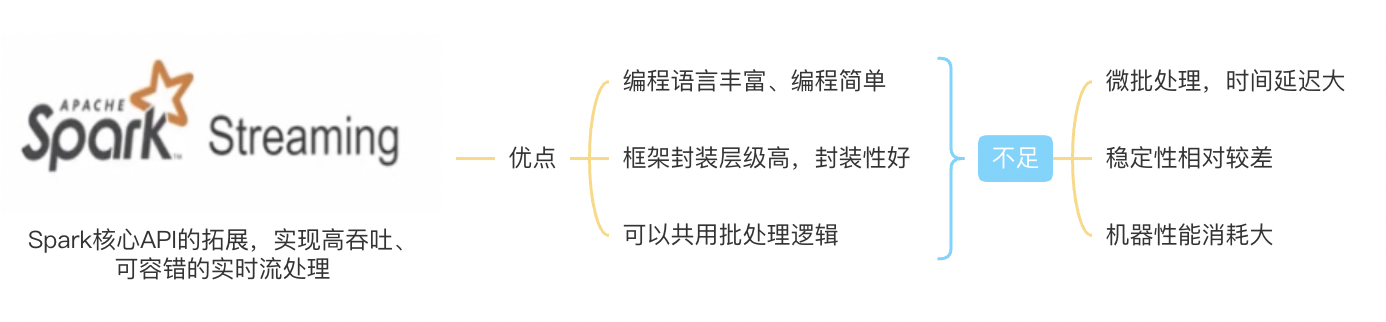 APACHE
Spark Streaming
TM
Spark核心API的拓展，实现高吞吐、
可容错的实时流处理
优点
编程语言丰富、编程简单
框架封装层级高，封装性好
可以共用批处理逻辑
不足
微批处理，时间延迟大
稳定性相对较差
机器性能消耗大